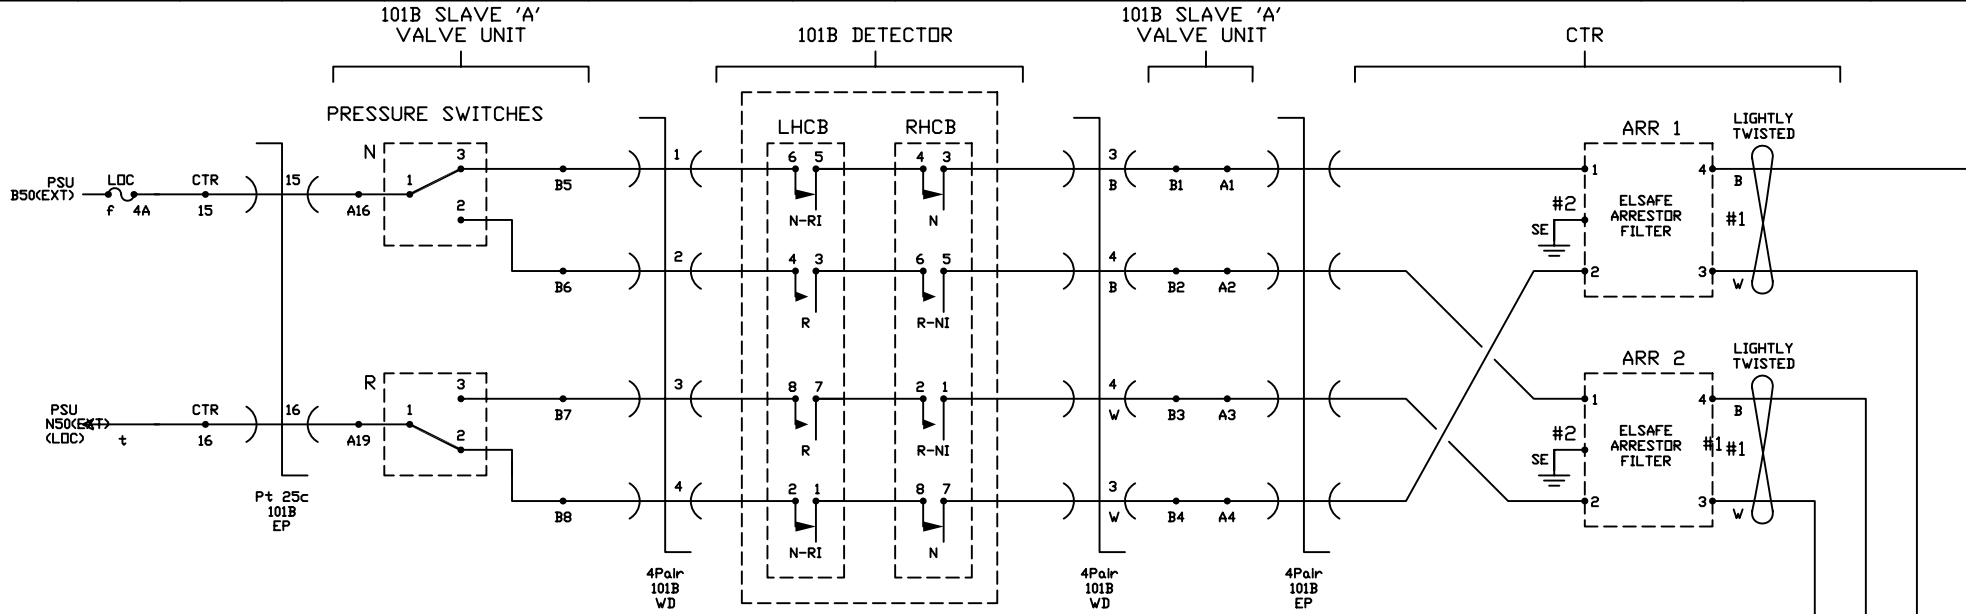 101B SLAVE 'A'
VALVE UNIT
101B DETECTOR
101B SLAVE 'A'
VALVE UNIT
CTR
PRESSURE SWITCHES
LHCB
RHCB
ARR 1
LIGHTLY
TWISTED
N
3
1
6 5
4 3
3
1
4
PSU
B50(EXT)
LOC
f 4A
CTR
15
15
A16
1
2
B5
N-RI
N
B
B1
A1
#2
SE
ELSAFE
ARRESTOR
FILTER
B
#1
2
4 3
6 5
4
2
3
B6
R
R-NI
B
B2
A2
W
ARR 2
LIGHTLY
TWISTED
R
3
3
8 7
2 1
4
1
4
PSU
N50(EXT)
(LOC)
t
CTR
16
16
A19
1
2
B7
R
R-NI
W
B3
A3
#2
SE
ELSAFE
ARRESTOR
FILTER
B
#1
#1
4
2 1
8 7
3
2
3
B8
N-RI
N
W
B4
A4
W
Pt 25c
101B
EP
4Pair
101B
WD
4Pair
101B
WD
4Pair
101B
EP